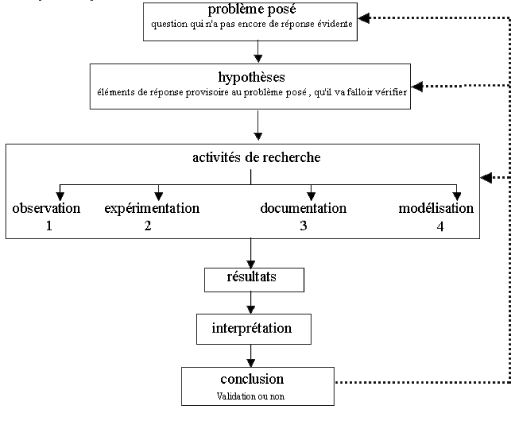 problème posé
question qui n'a pas encore de réponse évidente
hypothèses
éléments de réponse provisoire au problème posé , qu'il va falloir vérifier
activités de recherche
observation expérimentation documentation modélisation
1 2 3 4
résultats
interprétation
conclusion
Validation ou non